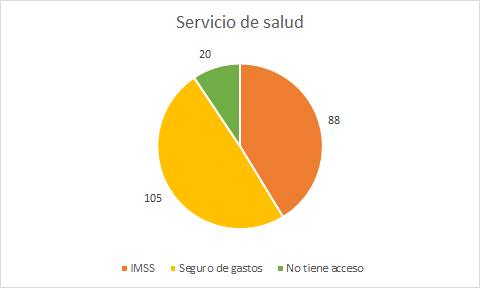 Servicio de salud
20
88
105
IMSS Seguro de gastos No tiene acceso